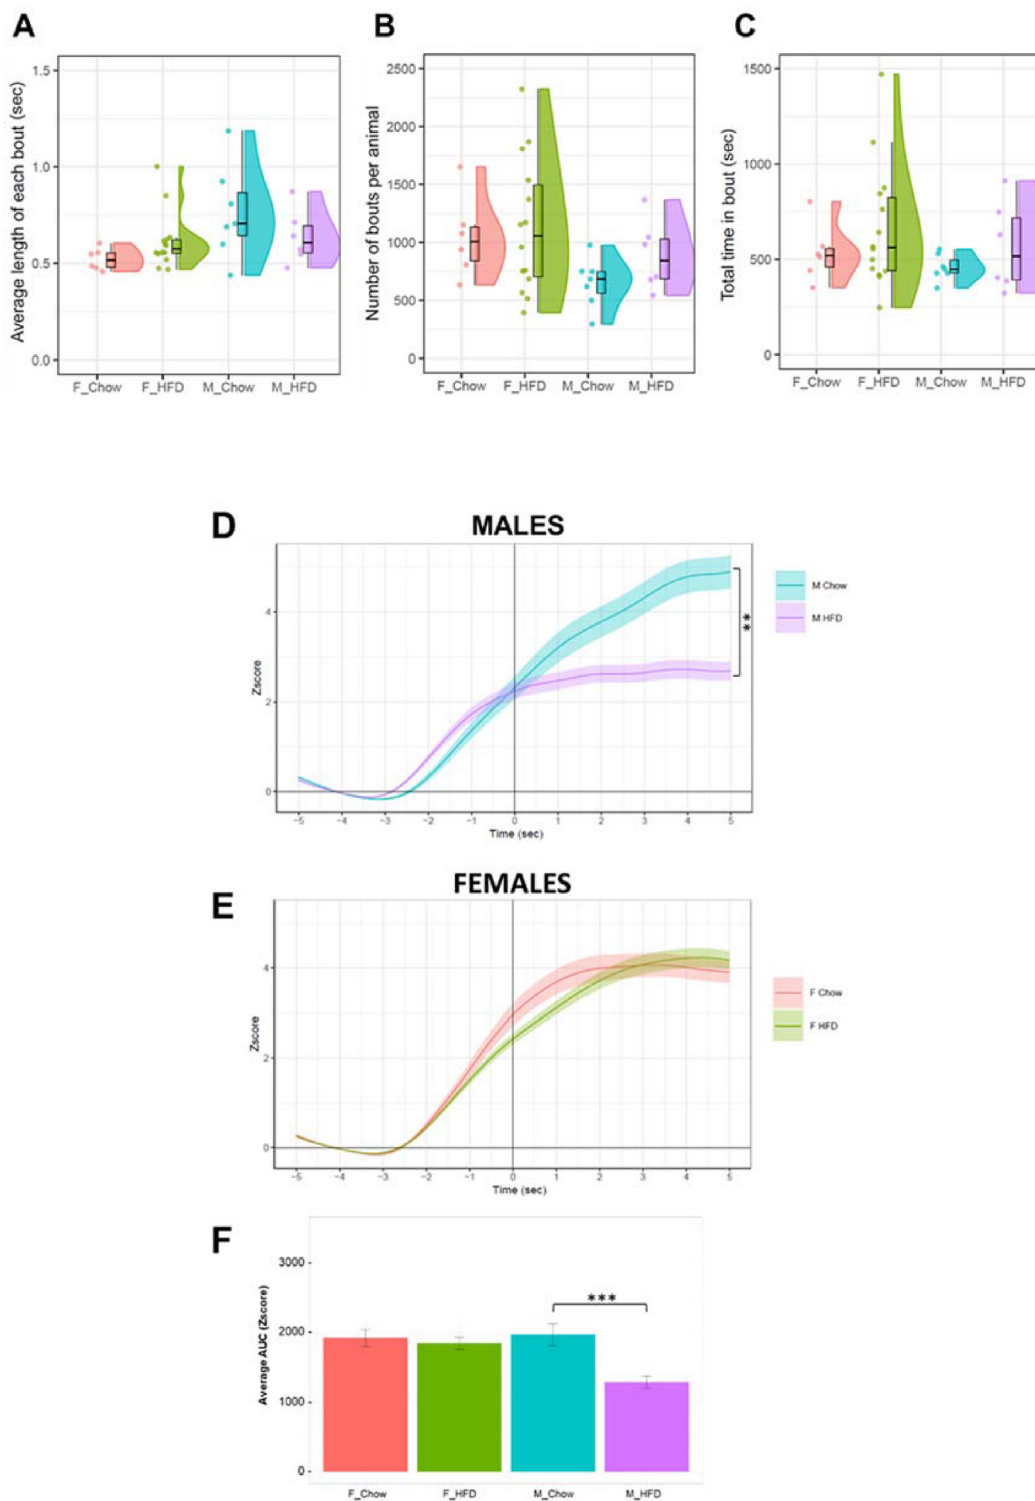 A
B
C
Average length of each bout (sec)
1.5
1.0
0.5
0.0
F_Chow F_HFD M_Chow M_HFD
Number of bouts per animal
2500
2000
1500
1000
500
0
F_Chow F_HFD M_Chow M_HFD
Total time in bout (sec)
1500
1000
500
0
F_Chow F_HFD M_Chow M_HFD
D
MALES
Zscore
4
2
0
-5 -4 -3 -2 -1 0 1 2 3 4 5
Time (sec)
**
M Chow
M HFD
E
FEMALES
Zscore
4
2
0
-5 -4 -3 -2 -1 0 1 2 3 4 5
Time (sec)
F Chow
F HFD
F
Average AUC (Zscore)
3000
2000
1000
0
***
F_Chow F_HFD M_Chow M_HFD